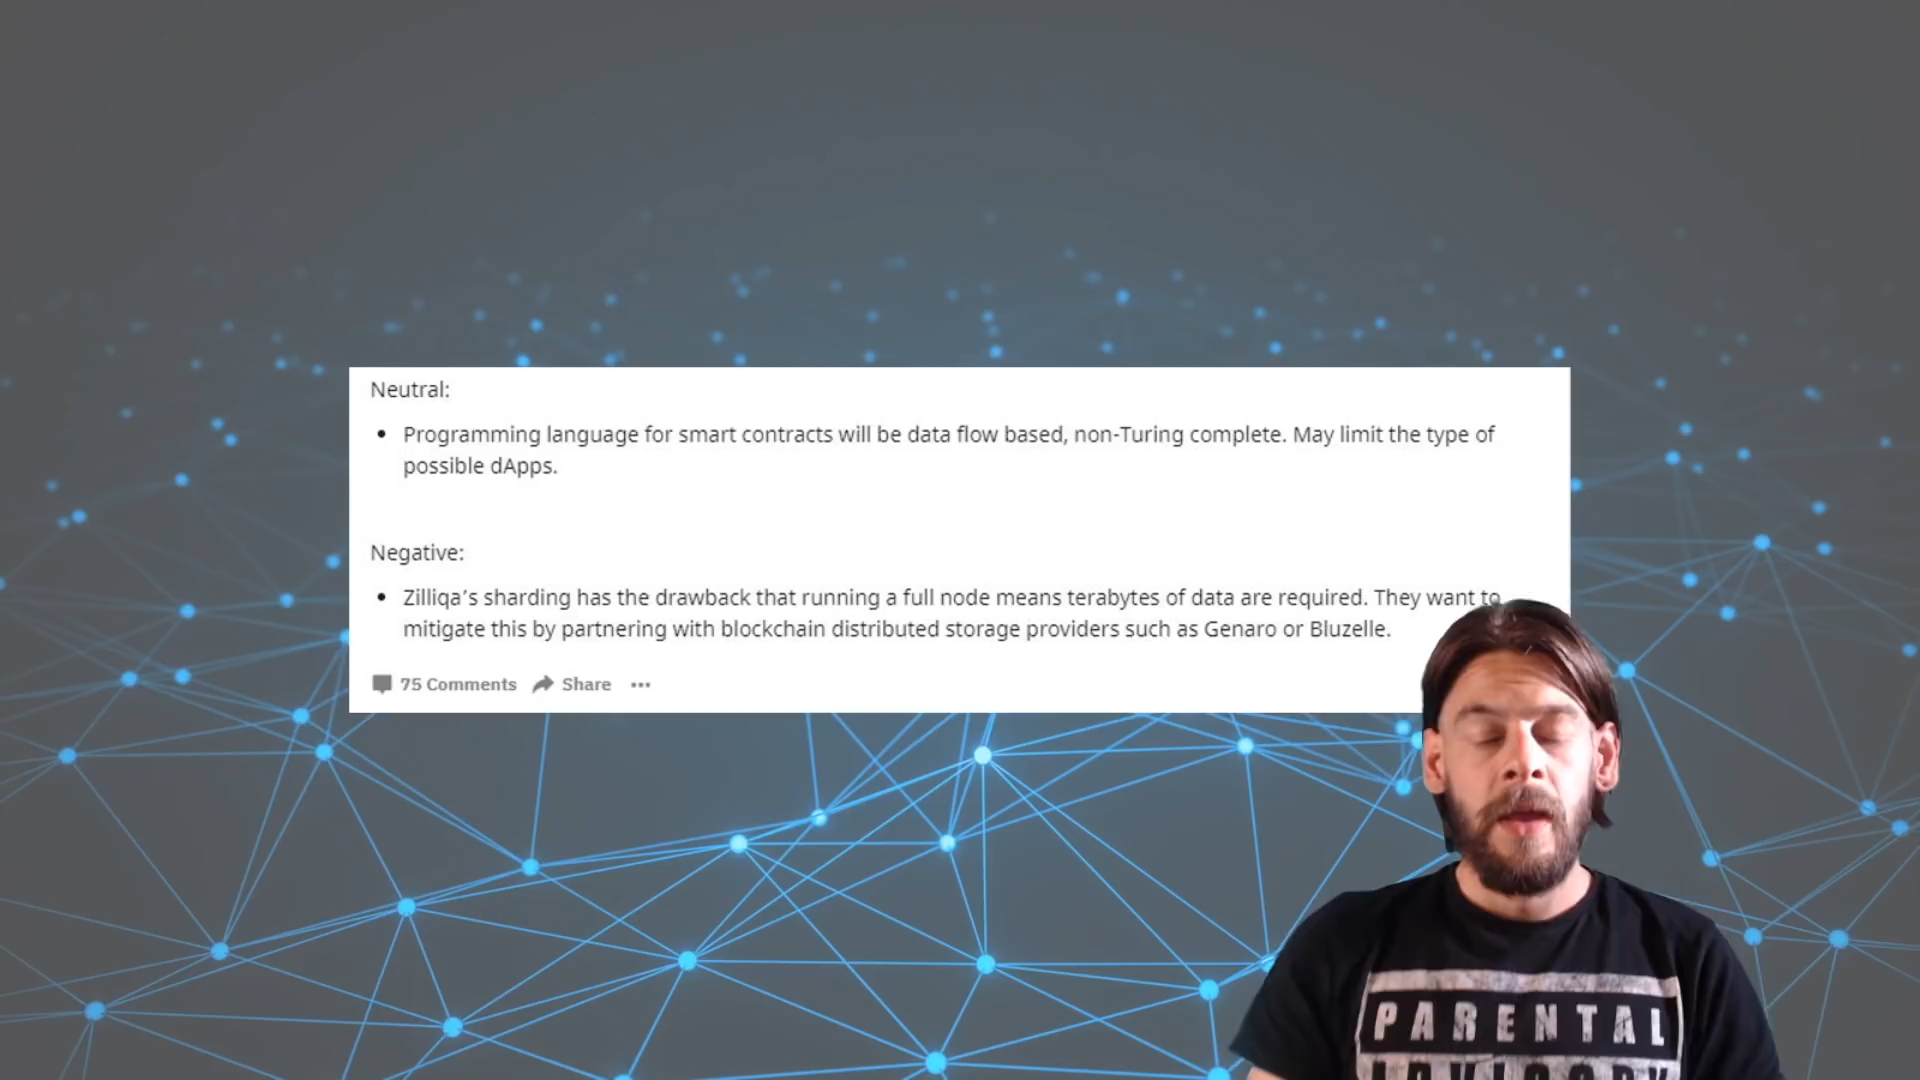 Neutral:
• Programming language for smart contracts will be data flow based, non-Turing complete. May limit the type of
possible dApps.
Negative:
• Zilliqa’s sharding has the drawback that running a full node means terabytes of data are required. They want to
mitigate this by partnering with blockchain distributed storage providers such as Genaro or Bluzelle.
75 Comments Share ...
PARENTAL
ADVISORY